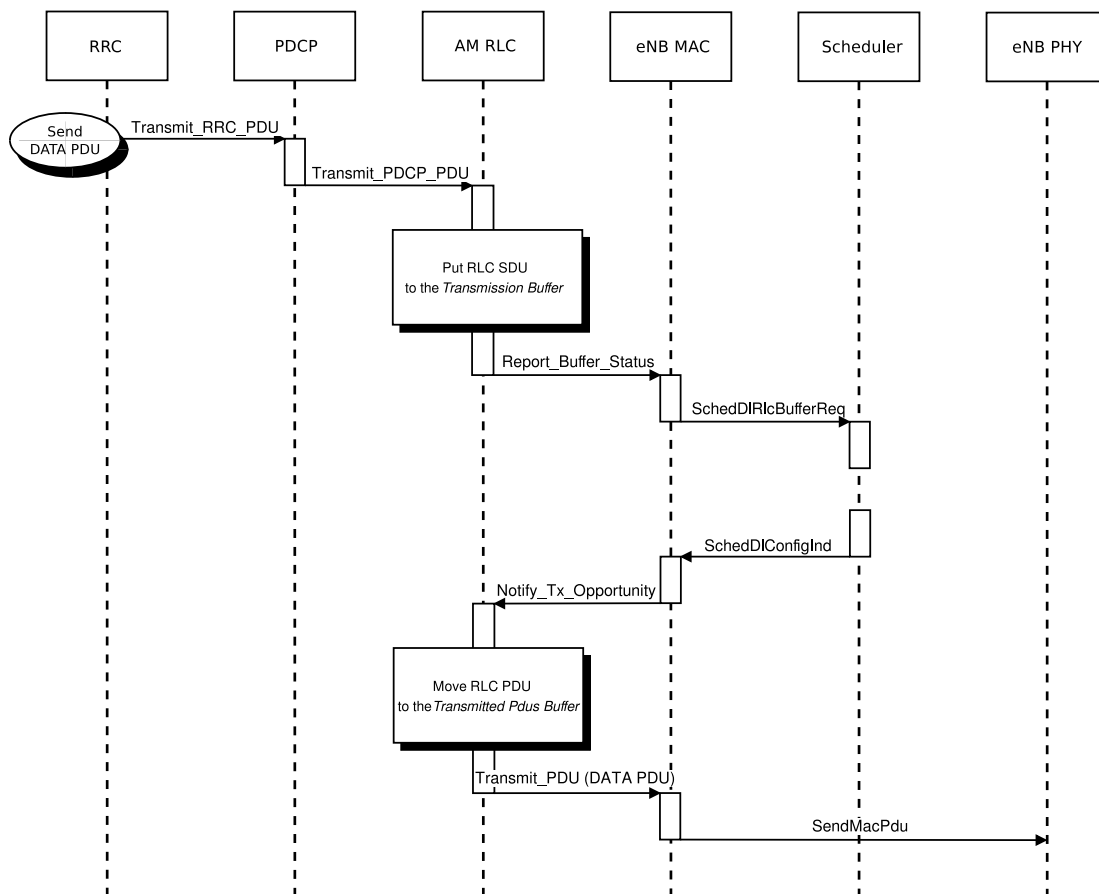 RRC
PDCP
AM RLC
eNB MAC
Scheduler
eNB PHY
Send
DATA PDU
Transmit_RRC_PDU
Transmit_PDCP_PDU
Put RLC SDU
to the Transmission Buffer
Report_Buffer_Status
SchedDlRlcBufferReq
SchedDlConfigInd
Notify_Tx_Opportunity
Move RLC PDU
to the Transmitted Pdus Buffer
Transmit_PDU (DATA PDU)
SendMacPdu